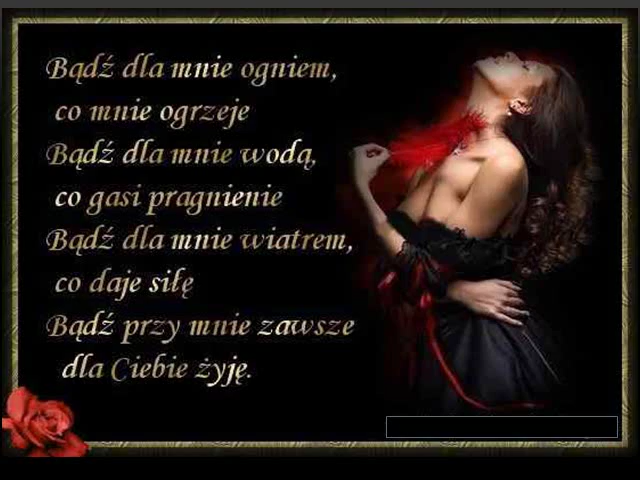 Bądź dla mnie ogniem,
co mnie ogrzeje
Bądź dla mnie wodą,
co gasi pragnienie
Bądź dla mnie wiatrem,
co daje siłę
Bądź przy mnie zawsze
dla Ciebie żyję.